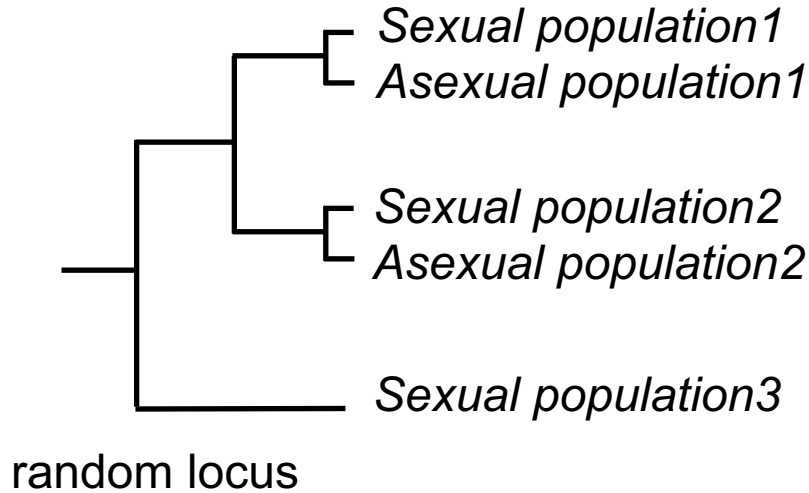 Sexual population1
Asexual population1
Sexual population2
Asexual population2
Sexual population3
random locus